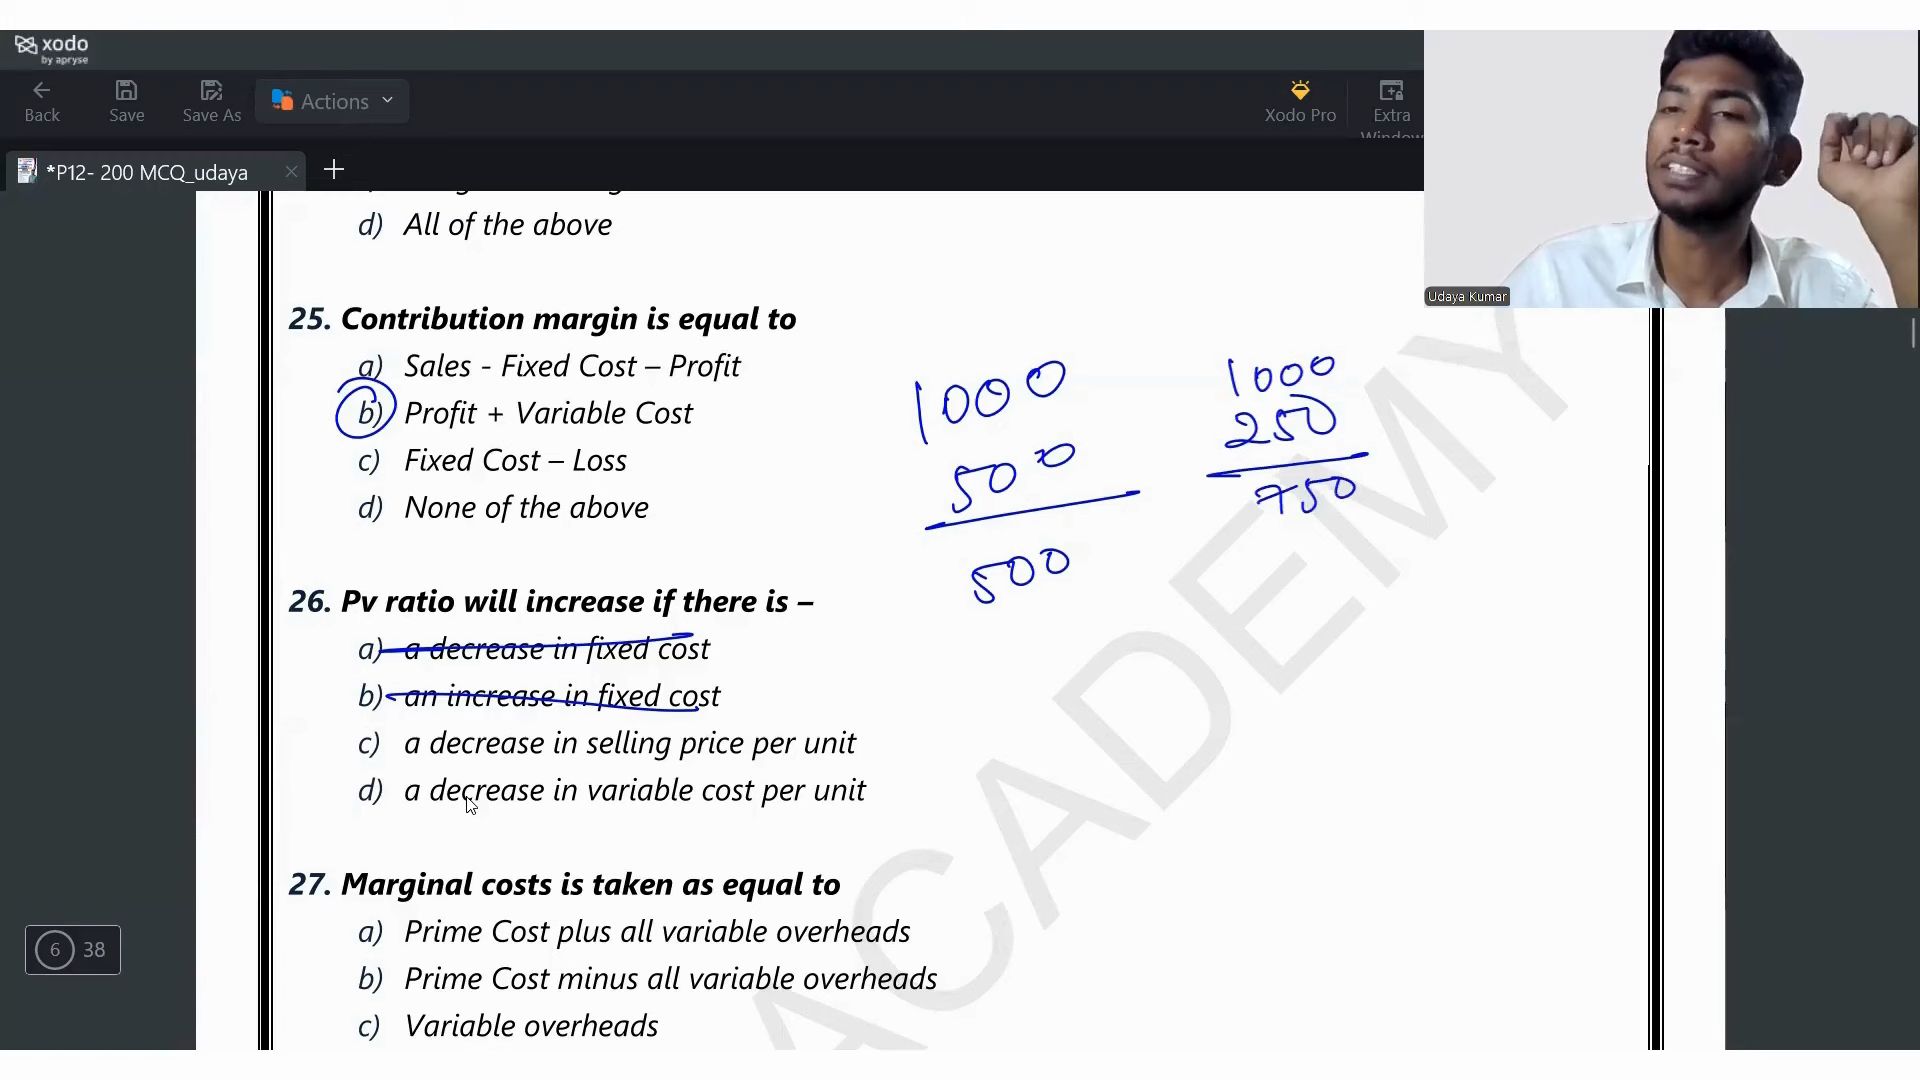 xodo
by apryse
Back
Save
Save As
Actions
Xodo Pro
Extra
*P12- 200 MCQ_udaya
Udaya Kumar
d) All of the above
25. Contribution margin is equal to
a) Sales - Fixed Cost – Profit
b) Profit + Variable Cost
c) Fixed Cost – Loss
d) None of the above
1000
500
500
1000
250
750
26. Pv ratio will increase if there is –
a) a decrease in fixed cost
b) an increase in fixed cost
c) a decrease in selling price per unit
d) a decrease in variable cost per unit
27. Marginal costs is taken as equal to
a) Prime Cost plus all variable overheads
b) Prime Cost minus all variable overheads
c) Variable overheads
6 38
ACADEMY